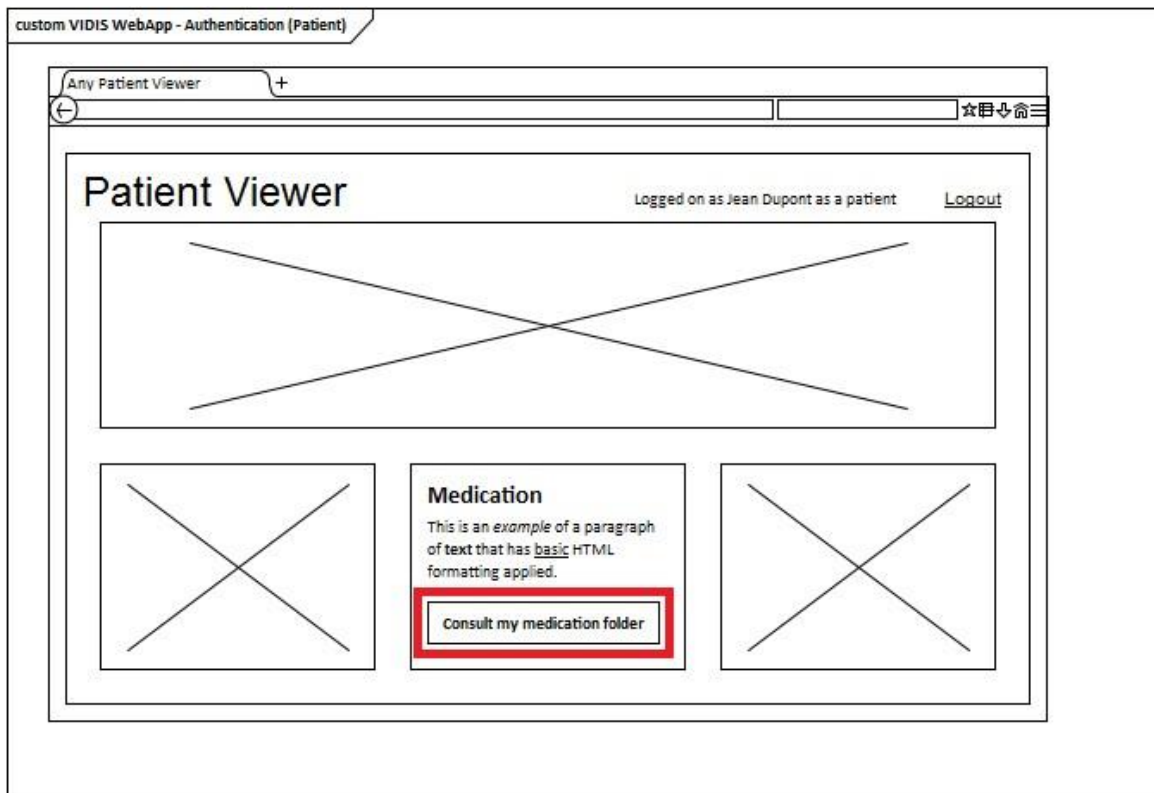 custom VIDIS WebApp - Authentication (Patient)
Any Patient Viewer
+
Patient Viewer
Logged on as Jean Dupont as a patient
Logout
Medication
This is an example of a paragraph
of text that has basic HTML
formatting applied.
Consult my medication folder